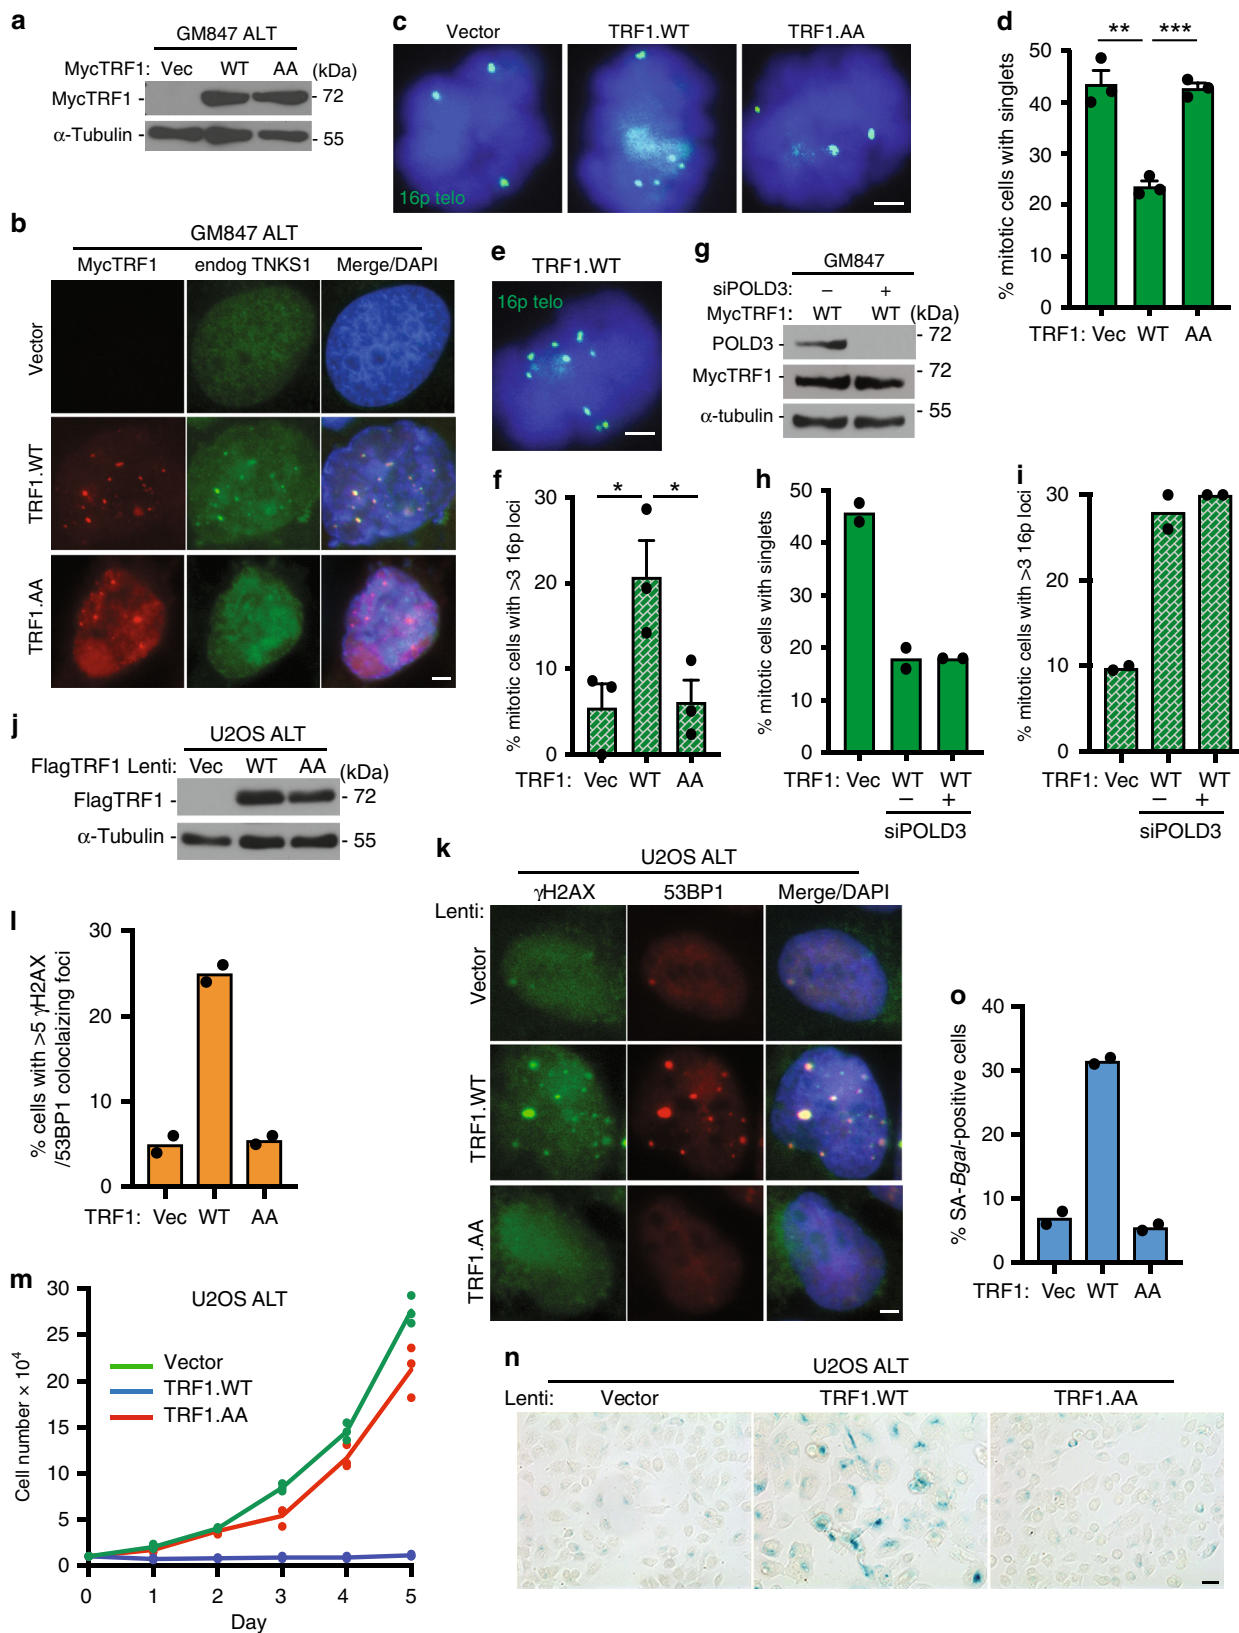 a
GM847 ALT
MycTRF1: Vec WT AA (kDa)
MycTRF1 - - 72
α-Tubulin - - 55
b
GM847 ALT
MycTRF1 endog TNKS1 Merge/DAPI
Vector
TRF1.WT
TRF1.AA
c
Vector TRF1.WT TRF1.AA
16p telo
d
** ***
% mitotic cells with singlets
50
40
30
20
10
0
TRF1: Vec WT AA
e
TRF1.WT
16p telo
f
* *
% mitotic cells with >3 16p loci
30
20
10
0
TRF1: Vec WT AA
g
GM847
siPOLD3: – +
MycTRF1: WT WT (kDa)
POLD3 - - 72
MycTRF1 - - 72
α-tubulin - - 55
h
% mitotic cells with singlets
50
40
30
20
10
0
TRF1: Vec WT WT
– +
siPOLD3
i
% mitotic cells with >3 16p loci
30
20
10
0
TRF1: Vec WT WT
– +
siPOLD3
j
U2OS ALT
FlagTRF1 Lenti: Vec WT AA (kDa)
FlagTRF1 - - 72
α-Tubulin - - 55
k
U2OS ALT
γH2AX 53BP1 Merge/DAPI
Lenti:
Vector
TRF1.WT
TRF1.AA
l
% cells with >5 γH2AX
/53BP1 coloclaizing foci
30
20
10
0
TRF1: Vec WT AA
m
U2OS ALT
Vector
TRF1.WT
TRF1.AA
Cell number × 10⁴
30
25
20
15
10
5
0
0 1 2 3 4 5
Day
n
U2OS ALT
Lenti: Vector TRF1.WT TRF1.AA
o
% SA-Bgal-positive cells
40
30
20
10
0
TRF1: Vec WT AA